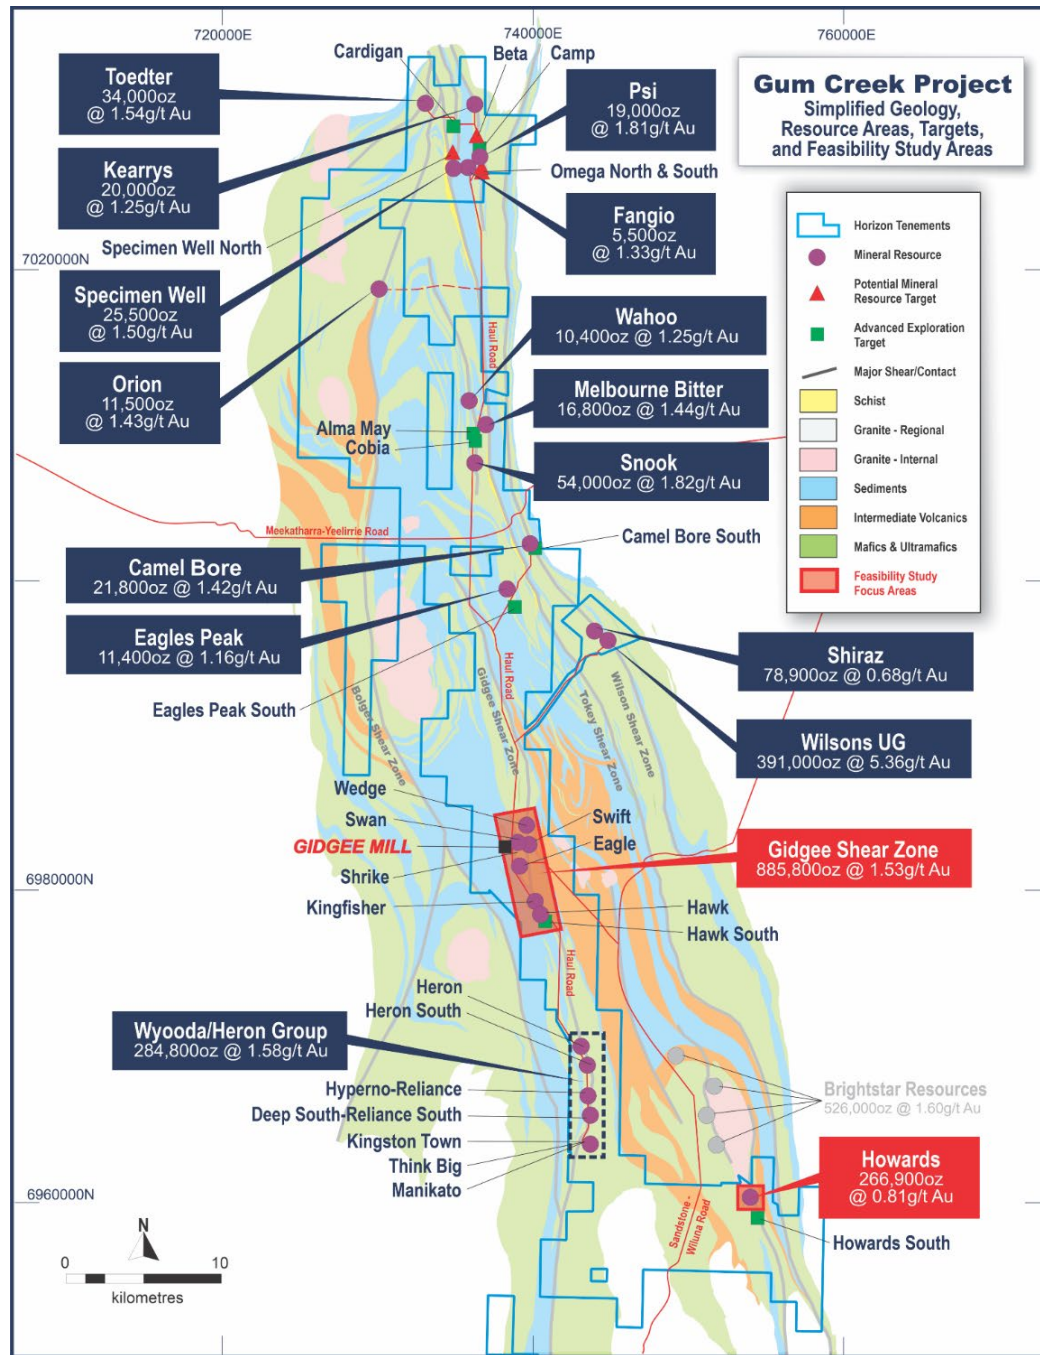 720000E
740000E
760000E
Cardigan
Beta
Camp
Toedter
34,000oz
@ 1.54g/t Au
Psi
19,000oz
@ 1.81g/t Au
Gum Creek Project
Simplified Geology,
Resource Areas, Targets,
and Feasibility Study Areas
Kearrys
20,000oz
@ 1.25g/t Au
Omega North & South
Fangio
5,500oz
@ 1.33g/t Au
Specimen Well North
7020000N
Specimen Well
25,500oz
@ 1.50g/t Au
Orion
11,500oz
@ 1.43g/t Au
Haul Road
Wahoo
10,400oz @ 1.25g/t Au
Melbourne Bitter
16,800oz @ 1.44g/t Au
Alma May
Cobia
Snook
54,000oz @ 1.82g/t Au
Horizon Tenements
Mineral Resource
Potential Mineral
Resource Target
Advanced Exploration
Target
Major Shear/Contact
Schist
Granite - Regional
Granite - Internal
Sediments
Intermediate Volcanics
Mafics & Ultramafics
Feasibility Study
Focus Areas
Meekatharra-Yeelirrie Road
Camel Bore South
Camel Bore
21,800oz @ 1.42g/t Au
Eagles Peak
11,400oz @ 1.16g/t Au
Eagles Peak South
Shiraz
78,900oz @ 0.68g/t Au
Wilsons UG
391,000oz @ 5.36g/t Au
Bolger Shear Zone
Gidgee Shear Zone
Haul Road
Tokey Shear Zone
Wilson Shear Zone
Wedge
Swan
GIDGEE MILL
Shrike
Kingfisher
Swift
Eagle
Hawk
Hawk South
Gidgee Shear Zone
885,800oz @ 1.53g/t Au
6980000N
Haul Road
Heron
Heron South
Wyooda/Heron Group
284,800oz @ 1.58g/t Au
Hyperno-Reliance
Deep South-Reliance South
Kingston Town
Think Big
Manikato
Brightstar Resources
526,000oz @ 1.60g/t Au
Howards
266,900oz
@ 0.81g/t Au
6960000N
Sandstone -
Wiluna Road
Howards South
N
0
10
kilometres